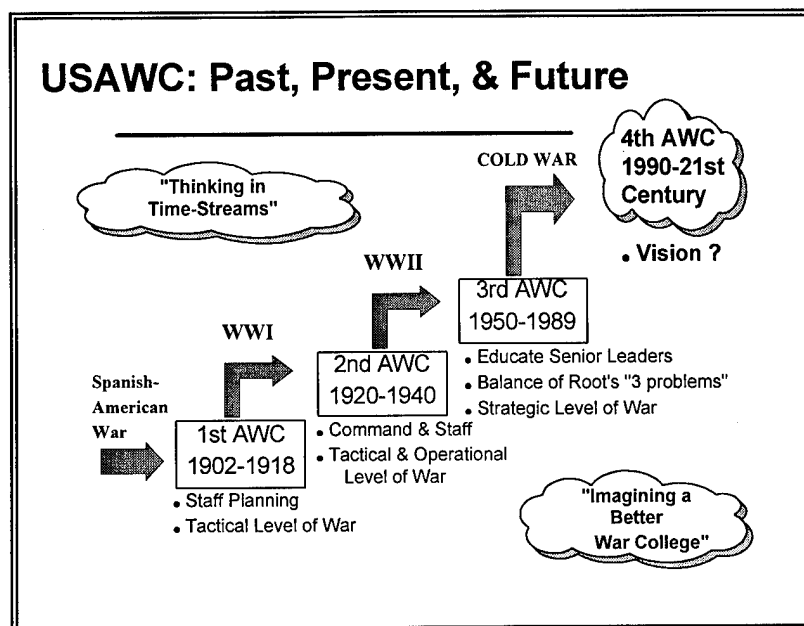 USAWC: Past, Present, & Future
"Thinking in
Time-Streams"
COLD WAR
4th AWC
1990-21st
Century
• Vision ?
WWII
3rd AWC
1950-1989
• Educate Senior Leaders
• Balance of Root's "3 problems"
• Strategic Level of War
WWI
2nd AWC
1920-1940
• Command & Staff
• Tactical & Operational
Level of War
Spanish-
American
War
1st AWC
1902-1918
• Staff Planning
• Tactical Level of War
"Imagining a
Better
War College"